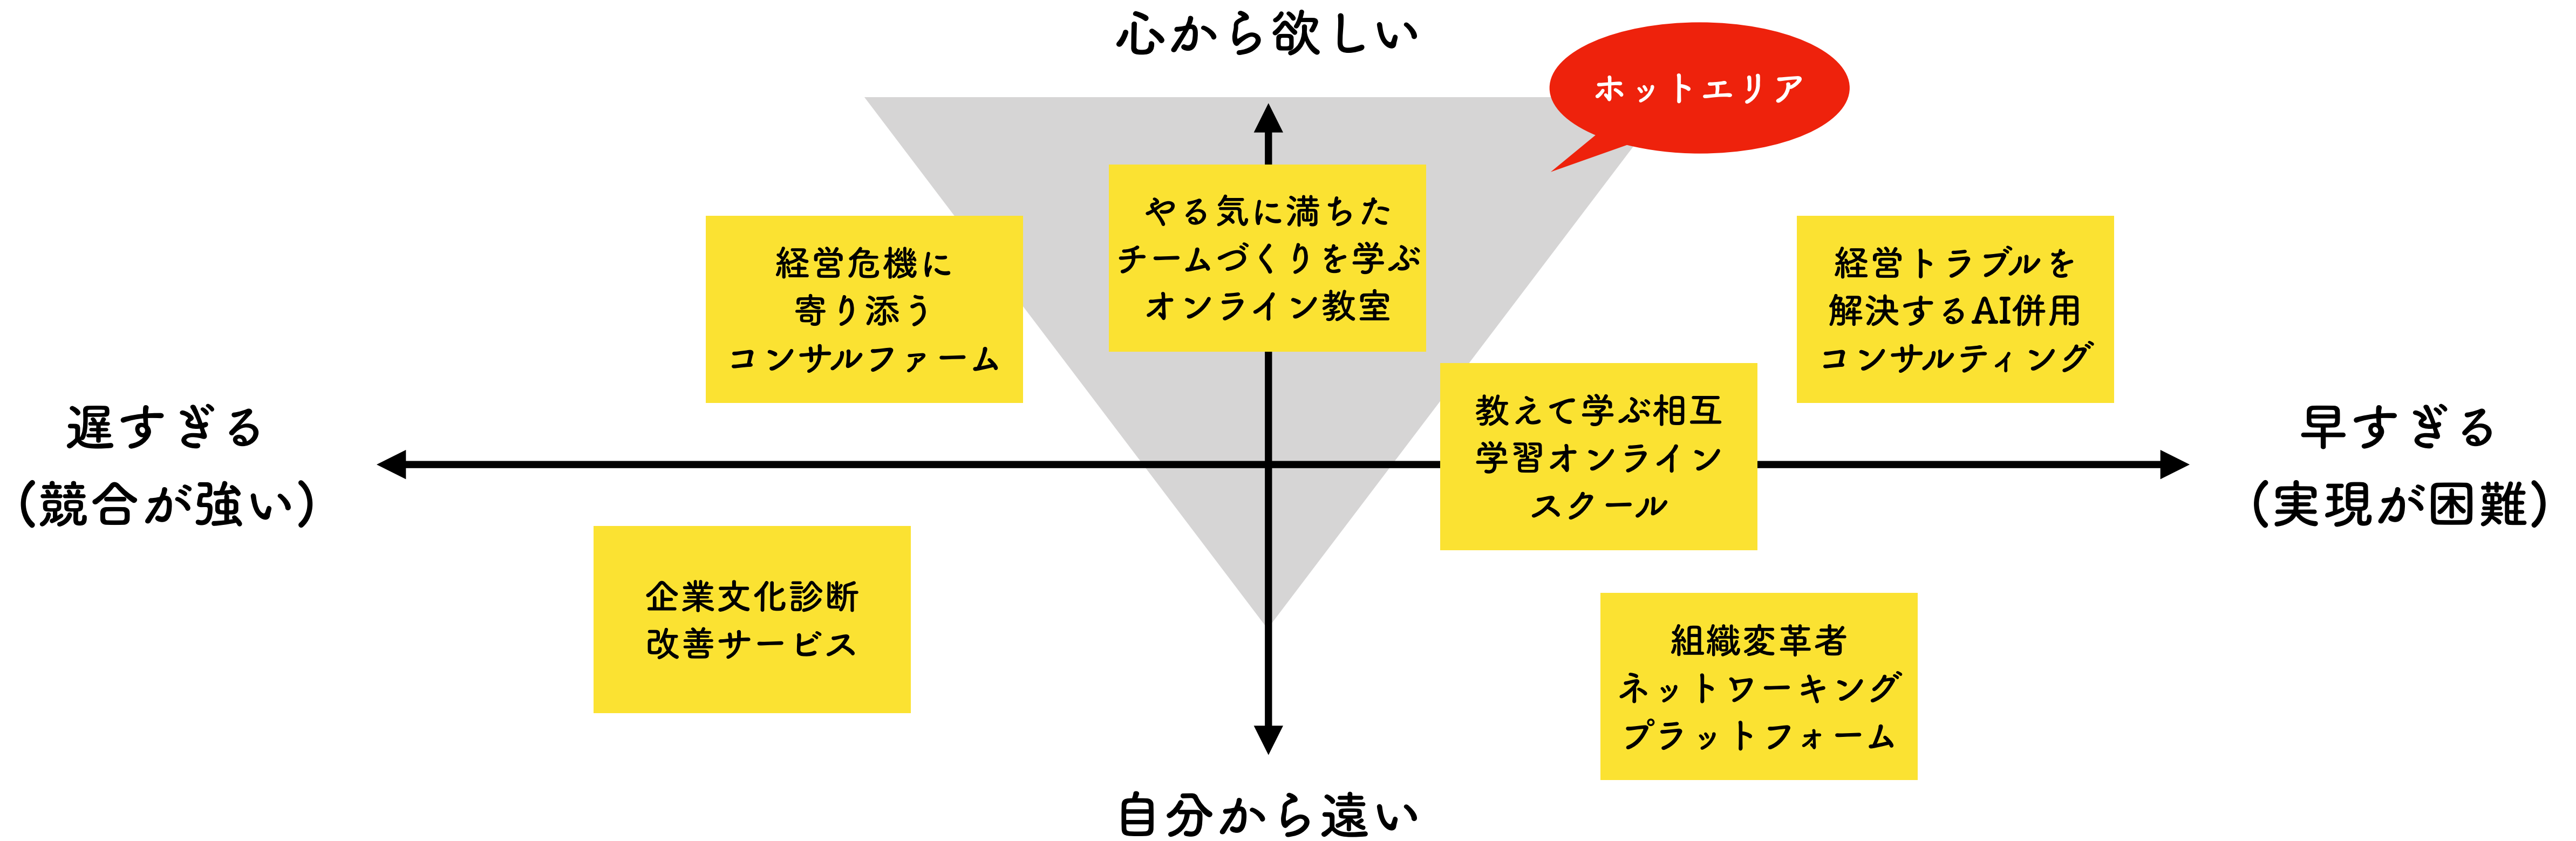 心から欲しい
ホットエリア
やる気に満ちた
チームづくりを学ぶ
オンライン教室
経営危機に
寄り添う
コンサルファーム
経営トラブルを
解決するAI併用
コンサルティング
教えて学ぶ相互
学習オンライン
スクール
遅すぎる
(競合が強い)
早すぎる
(実現が困難)
企業文化診断
改善サービス
組織変革者
ネットワーキング
プラットフォーム
自分から遠い